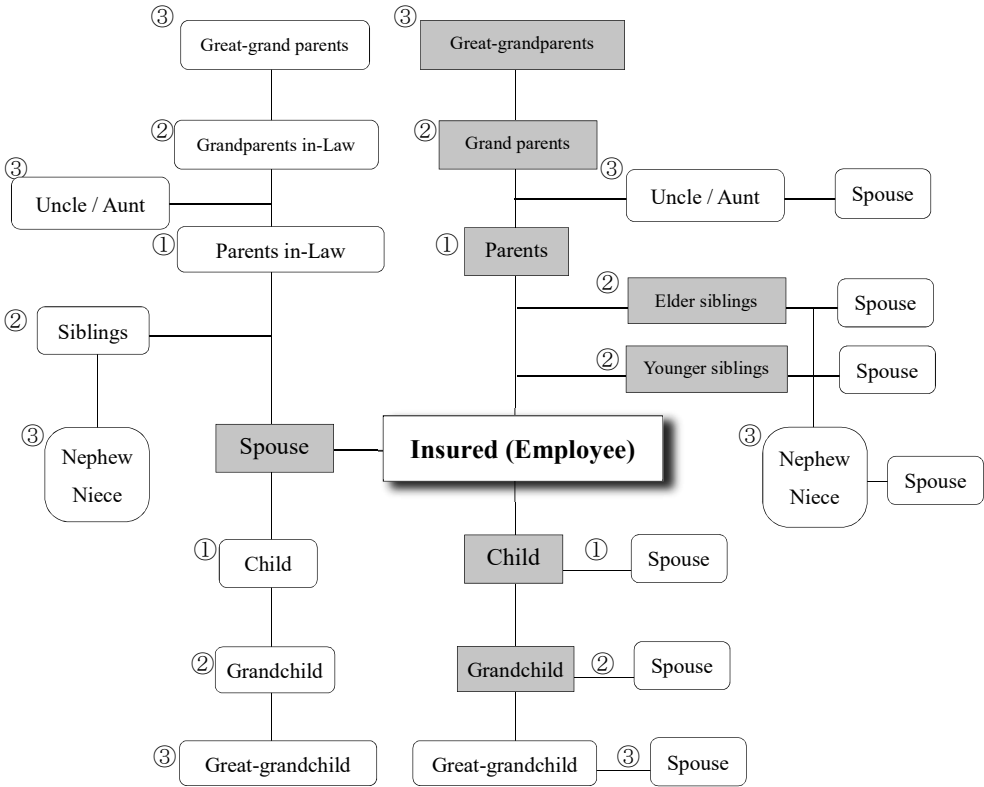 ③
Great-grand parents
③
Great-grandparents
②
Grandparents in-Law
②
Grand parents
③
Uncle / Aunt
③
Uncle / Aunt
Spouse
①
Parents in-Law
①
Parents
②
Elder siblings
Spouse
②
Siblings
②
Younger siblings
Spouse
③
Nephew
Niece
Spouse
Insured (Employee)
③
Nephew
Niece
Spouse
①
Child
Child
①
Spouse
②
Grandchild
Grandchild
②
Spouse
③
Great-grandchild
Great-grandchild
③
Spouse